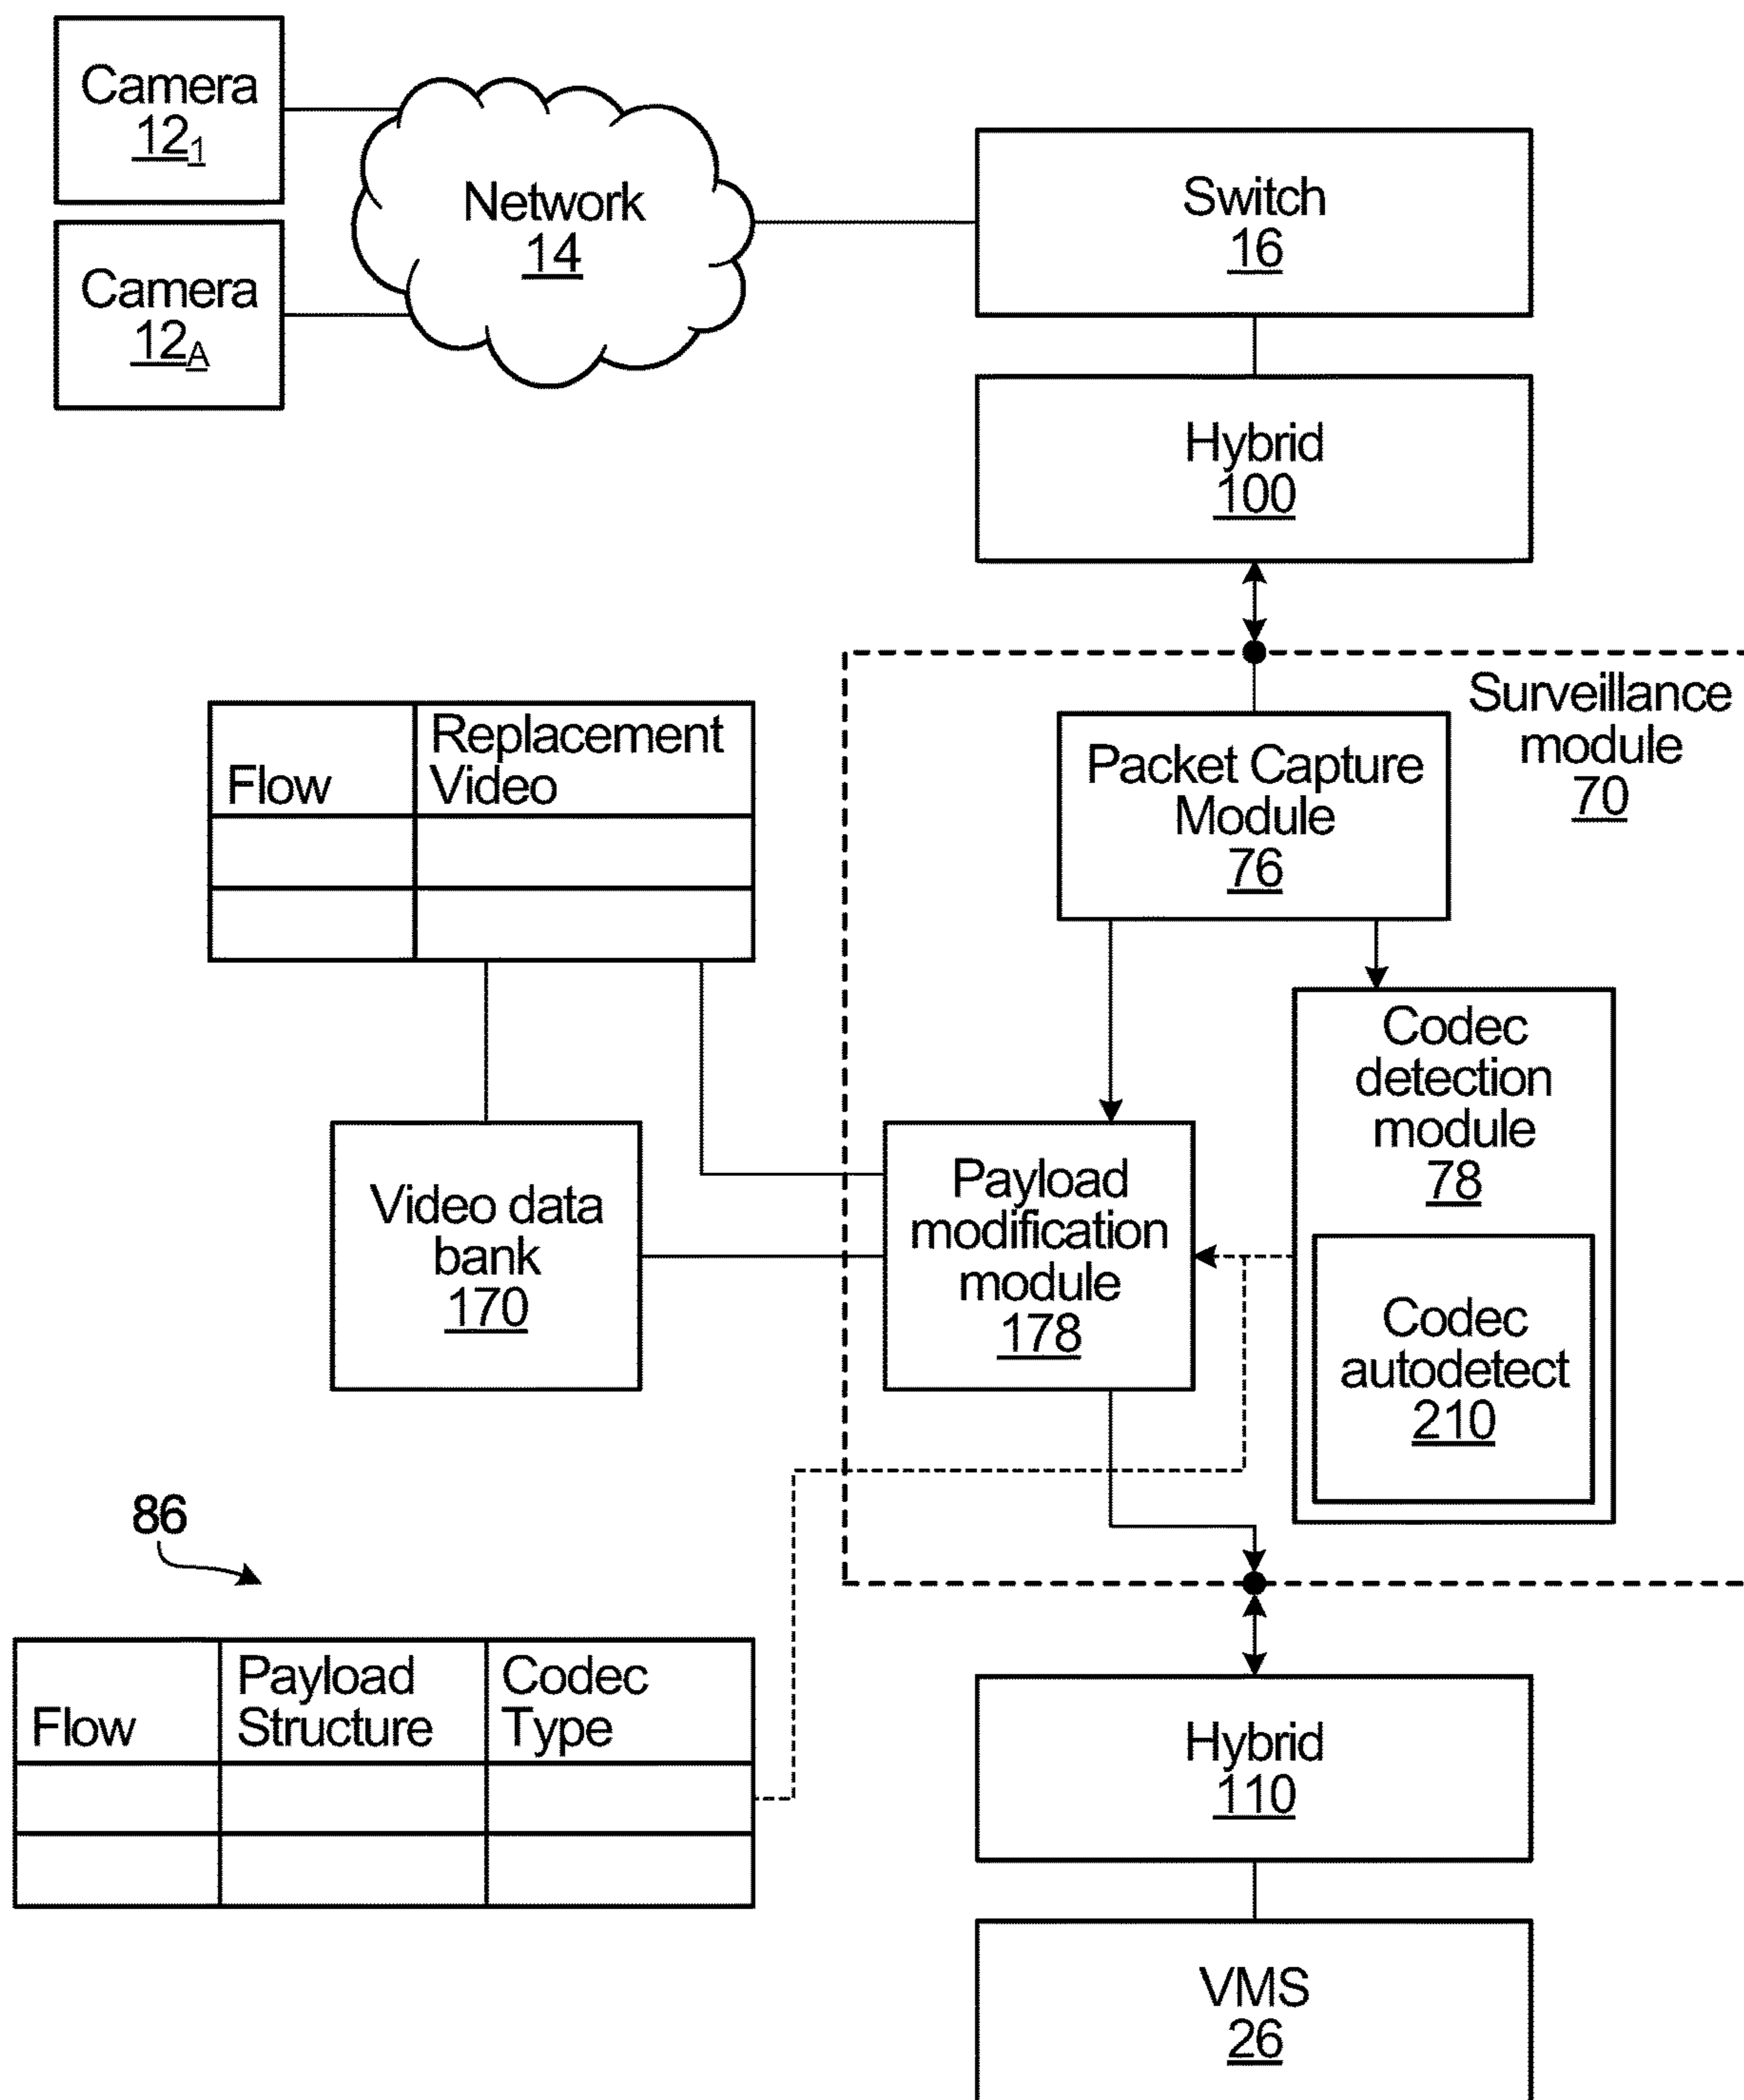 Camera
12₁
Camera
12A
Network
14
Switch
16
Hybrid
100
Surveillance
module
70
Packet Capture
Module
76
Flow
Replacement
Video
Codec
detection
module
78
Codec
autodetect
210
Payload
modification
module
178
Video data
bank
170
86
Flow
Payload
Structure
Codec
Type
Hybrid
110
VMS
26